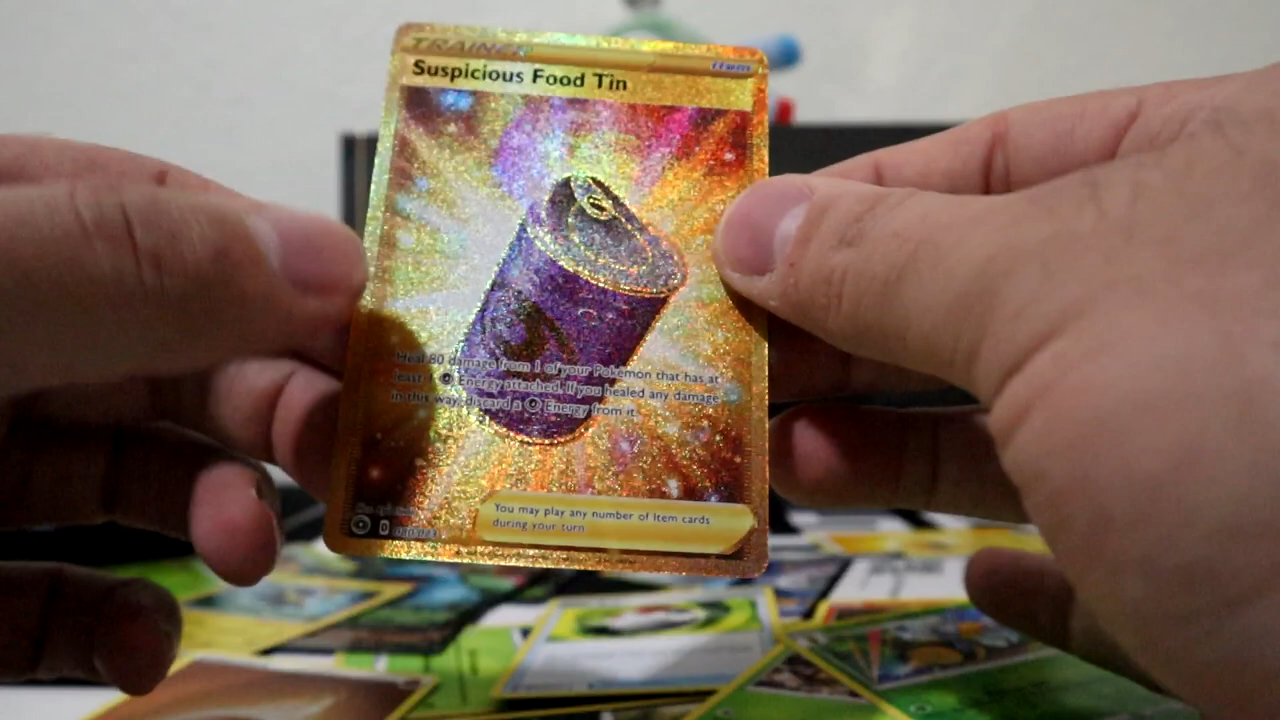 TRAINER
Item
Suspicious Food Tin
Heal 80 damage from 1 of your Pokémon that has at
least 1 Energy attached. If you healed any damage
in this way, discard a Energy from it.
You may play any number of Item cards
during your turn.
D